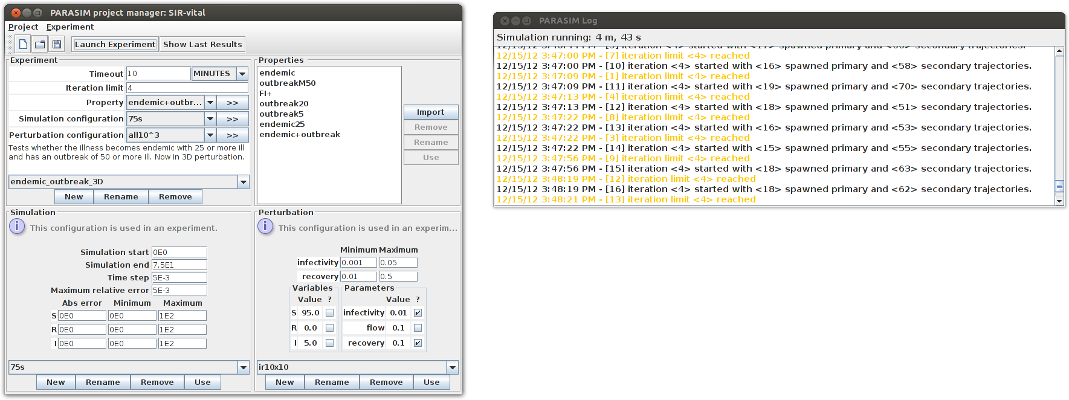 PARASIM project manager: SIR-vital
Project Experiment
Launch Experiment Show Last Results
Experiment
Timeout 10 MINUTES
Iteration limit 4
Property endemic+outbr... >>
Simulation configuration 75s >>
Perturbation configuration all10^3 >>
Tests whether the illness becomes endemic with 25 or more ill
and has an outbreak of 50 or more ill. Now in 3D perturbation.
endemic_outbreak_3D
New Rename Remove
Properties
endemic
outbreakM50
outbreak20
outbreak5
endemic25
endemic+outbreak
Import
Remove
Rename
Use
Simulation
This configuration is used in an experiment.
Simulation start 0E0
Simulation end 7.5E1
Time step 5E-3
Maximum relative error 5E-3
Abs error Minimum Maximum
S 0E0 0E0 1E2
R 0E0 0E0 1E2
I 0E0 0E0 1E2
75s
New Rename Remove Use
Perturbation
This configuration is used in an experim...
Minimum Maximum
infectivity 0.001 0.05
recovery 0.01 0.5
Variables Parameters
Value ? Value ?
S 95.0 infectivity 0.01
R 0.0 flow 0.1
I 5.0 recovery 0.1
ir10x10
New Rename Remove Use
PARASIM Log
Simulation running: 4 m, 43 s
12/15/12 3:47:00 PM - [7] iteration limit <4> reached
12/15/12 3:47:00 PM - [10] iteration <4> started with <16> spawned primary and <58> secondary trajectories.
12/15/12 3:47:09 PM - [1] iteration limit <4> reached
12/15/12 3:47:09 PM - [11] iteration <4> started with <19> spawned primary and <70> secondary trajectories.
12/15/12 3:47:13 PM - [4] iteration limit <4> reached
12/15/12 3:47:13 PM - [12] iteration <4> started with <18> spawned primary and <51> secondary trajectories.
12/15/12 3:47:22 PM - [8] iteration limit <4> reached
12/15/12 3:47:22 PM - [13] iteration <4> started with <16> spawned primary and <53> secondary trajectories.
12/15/12 3:47:22 PM - [3] iteration limit <4> reached
12/15/12 3:47:22 PM - [14] iteration <4> started with <15> spawned primary and <55> secondary trajectories.
12/15/12 3:47:56 PM - [9] iteration limit <4> reached
12/15/12 3:47:56 PM - [15] iteration <4> started with <18> spawned primary and <63> secondary trajectories.
12/15/12 3:48:19 PM - [12] iteration limit <4> reached
12/15/12 3:48:19 PM - [16] iteration <4> started with <18> spawned primary and <62> secondary trajectories.
12/15/12 3:48:21 PM - [13] iteration limit <4> reached